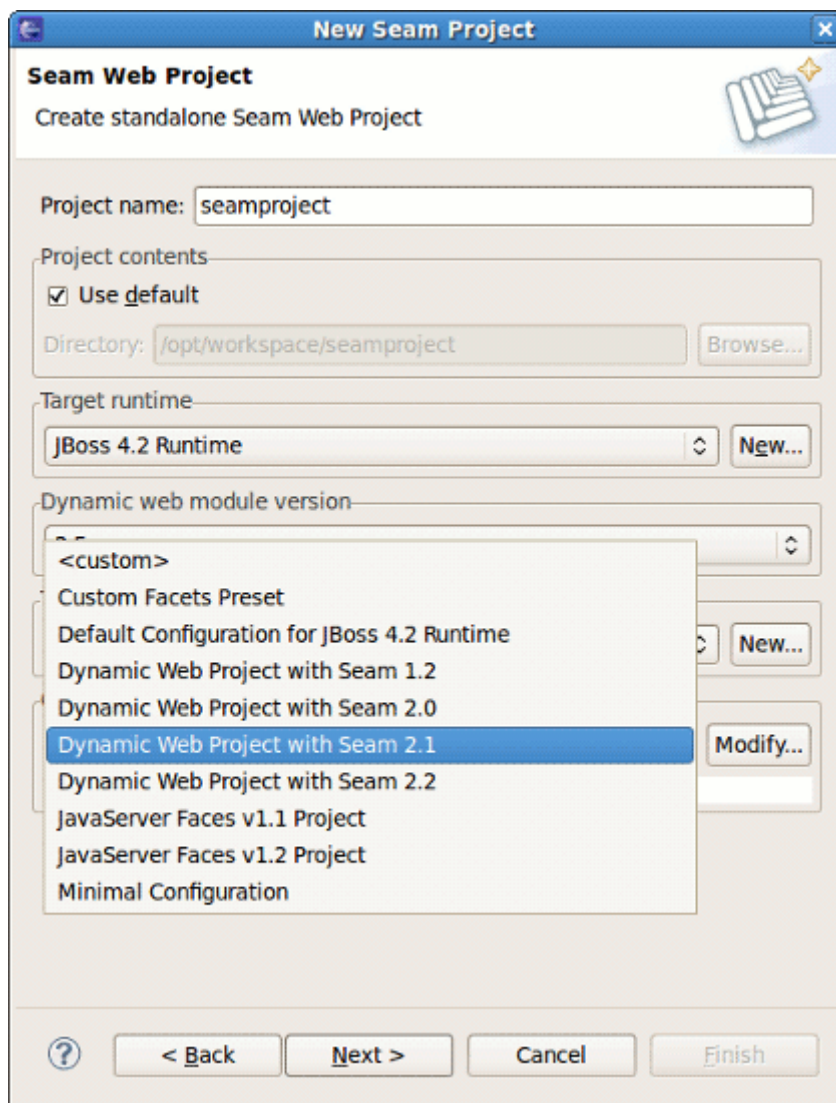 New Seam Project
Seam Web Project
Create standalone Seam Web Project
Project name: seamproject
Project contents
Use default
Directory: /opt/workspace/seamproject Browse...
Target runtime
JBoss 4.2 Runtime New...
Dynamic web module version
<custom>
Custom Facets Preset
Default Configuration for JBoss 4.2 Runtime
New...
Dynamic Web Project with Seam 1.2
Dynamic Web Project with Seam 2.0
Dynamic Web Project with Seam 2.1 Modify...
Dynamic Web Project with Seam 2.2
JavaServer Faces v1.1 Project
JavaServer Faces v1.2 Project
Minimal Configuration
? < Back Next > Cancel Finish